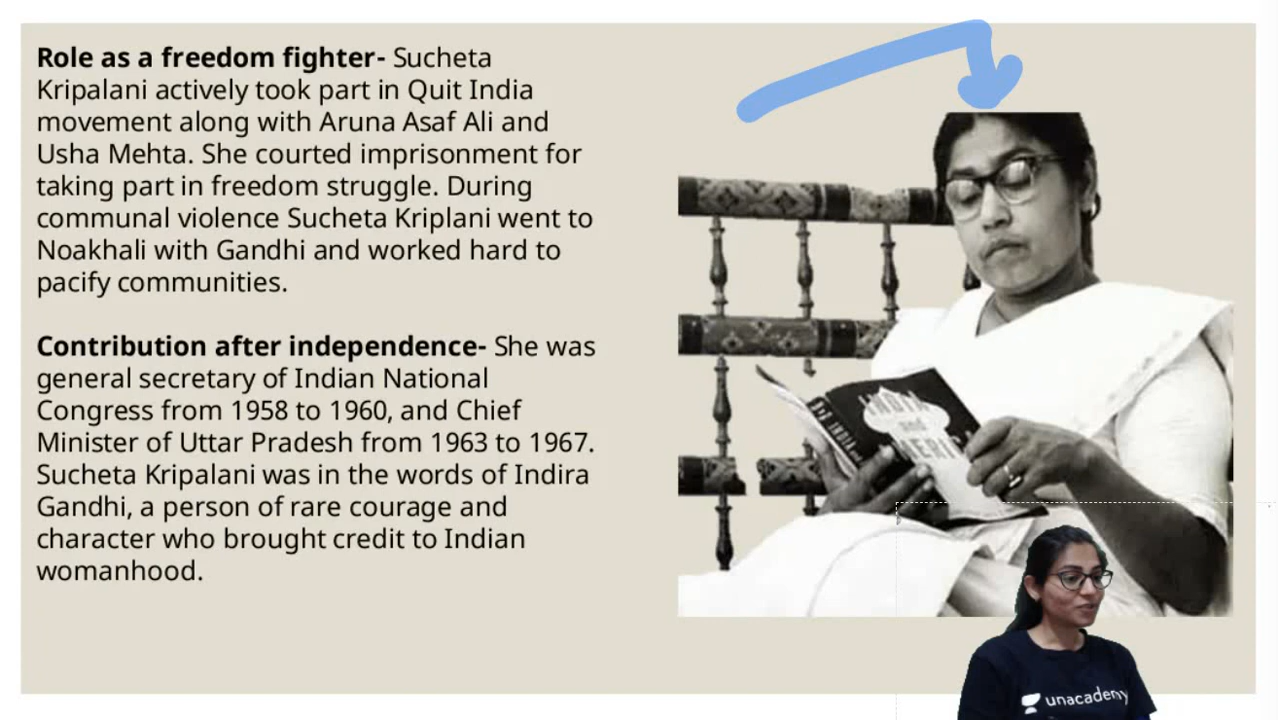 Role as a freedom fighter- Sucheta
Kripalani actively took part in Quit India
movement along with Aruna Asaf Ali and
Usha Mehta. She courted imprisonment for
taking part in freedom struggle. During
communal violence Sucheta Kriplani went to
Noakhali with Gandhi and worked hard to
pacify communities.
Contribution after independence- She was
general secretary of Indian National
Congress from 1958 to 1960, and Chief
Minister of Uttar Pradesh from 1963 to 1967.
Sucheta Kripalani was in the words of Indira
Gandhi, a person of rare courage and
character who brought credit to Indian
womanhood.
INDIA
and
unacademy